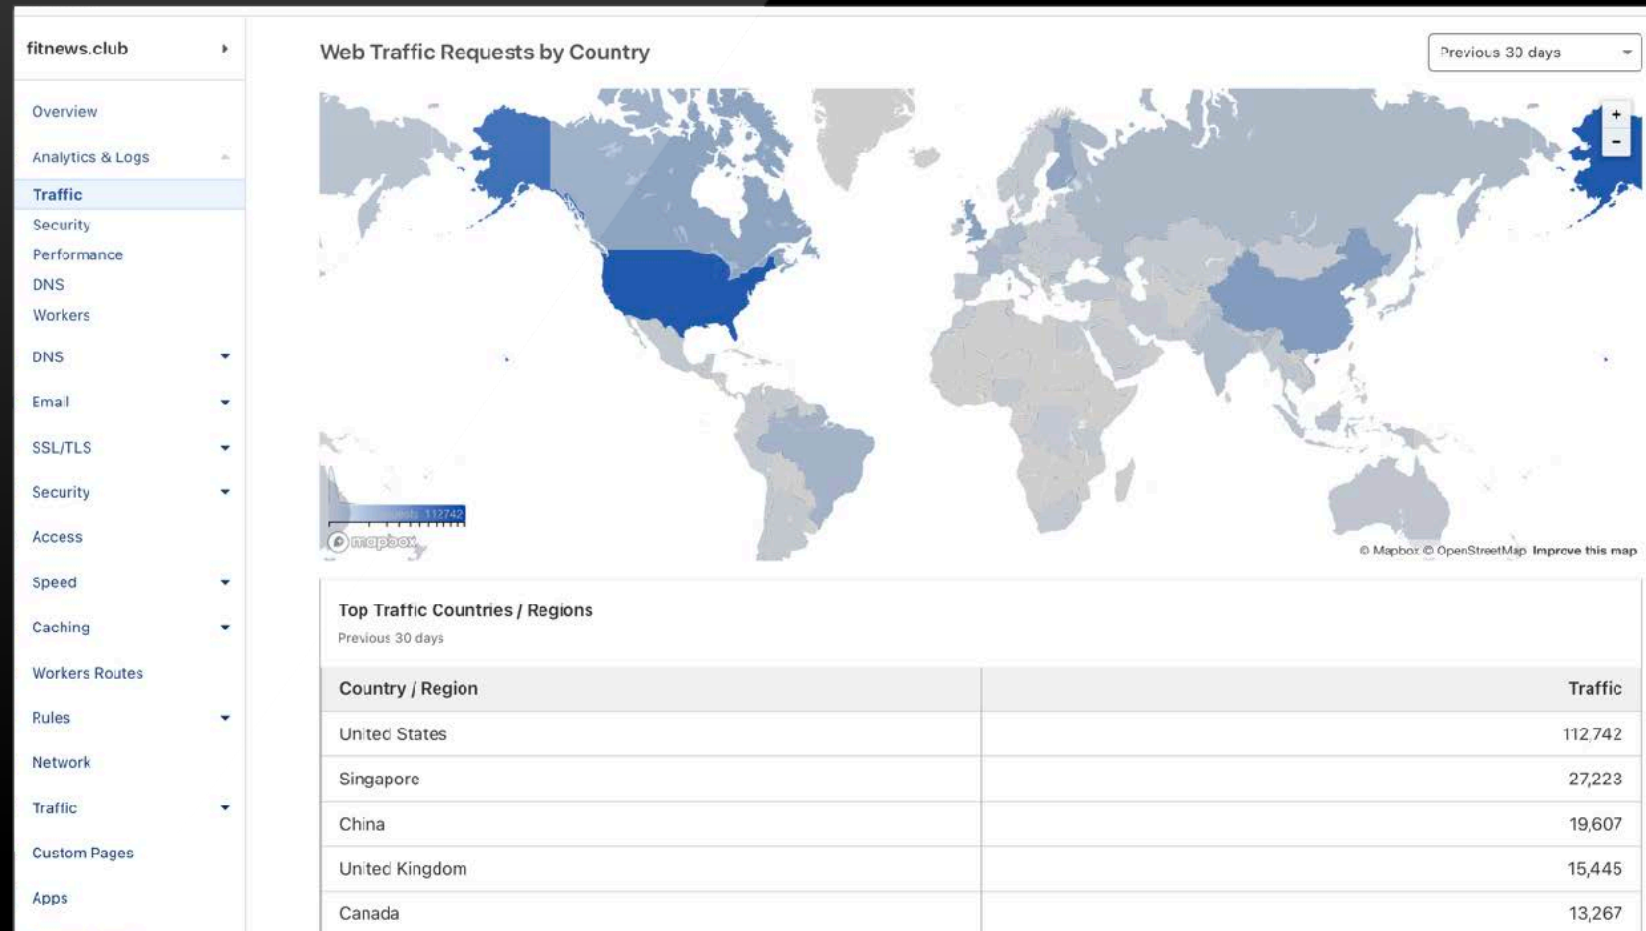 fitnews.club
Overview
Analytics & Logs
Traffic
Security
Performance
DNS
Workers
DNS
Email
SSL/TLS
Security
Access
Speed
Caching
Workers Routes
Rules
Network
Traffic
Custom Pages
Apps
Web Traffic Requests by Country
Previous 30 days
+
-
112742
mapbox
© Mapbox © OpenStreetMap Improve this map
Top Traffic Countries / Regions
Previous 30 days
Country / Region Traffic
United States 112,742
Singapore 27,223
China 19,607
United Kingdom 15,445
Canada 13,267